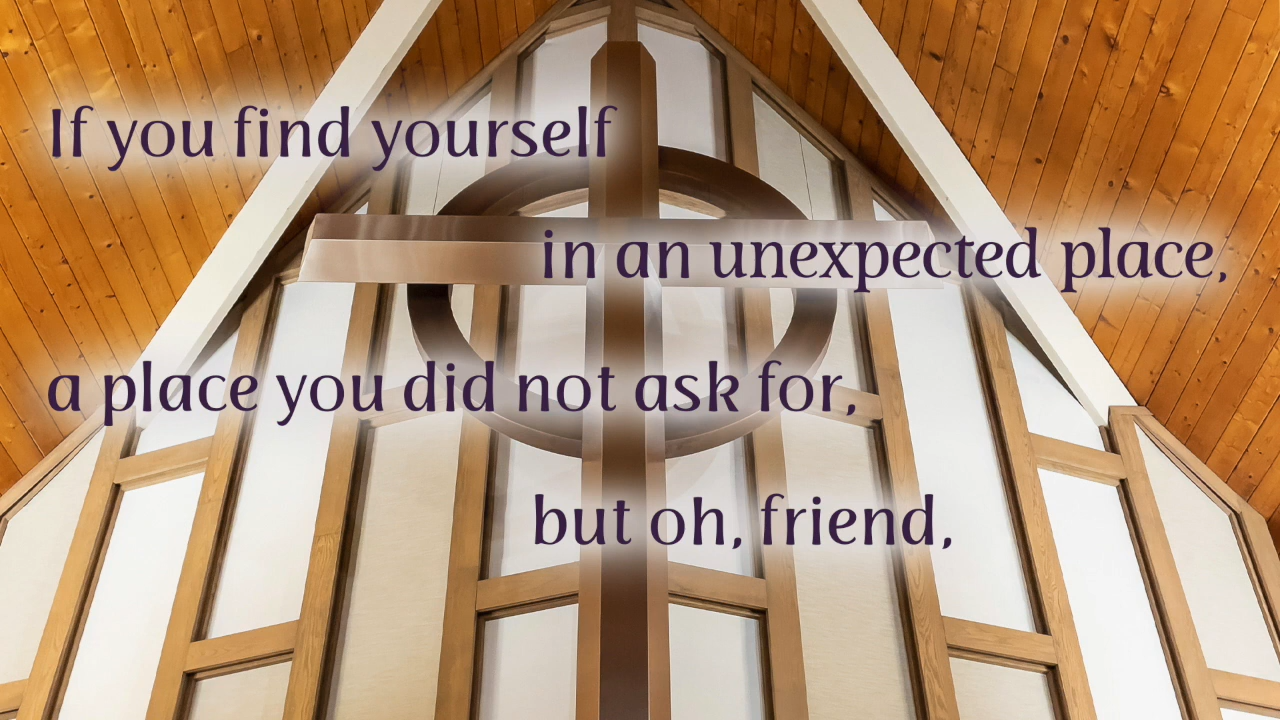 If you find yourself
in an unexpected place,
a place you did not ask for,
but oh, friend,